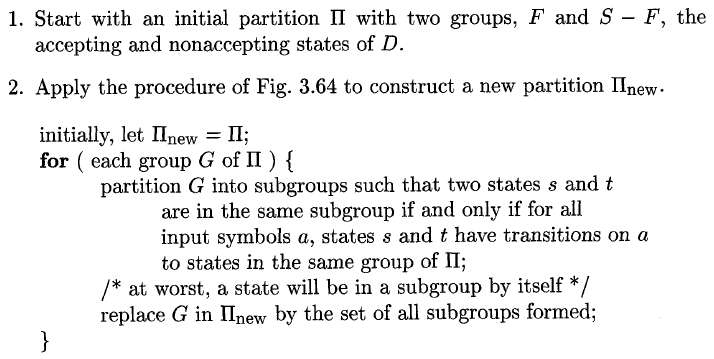 1. Start with an initial partition Π with two groups, F and S − F, the
accepting and nonaccepting states of D.
2. Apply the procedure of Fig. 3.64 to construct a new partition Πnew.
initially, let Πnew = Π;
for ( each group G of Π ) {
partition G into subgroups such that two states s and t
are in the same subgroup if and only if for all
input symbols a, states s and t have transitions on a
to states in the same group of Π;
/* at worst, a state will be in a subgroup by itself */
replace G in Πnew by the set of all subgroups formed;
}